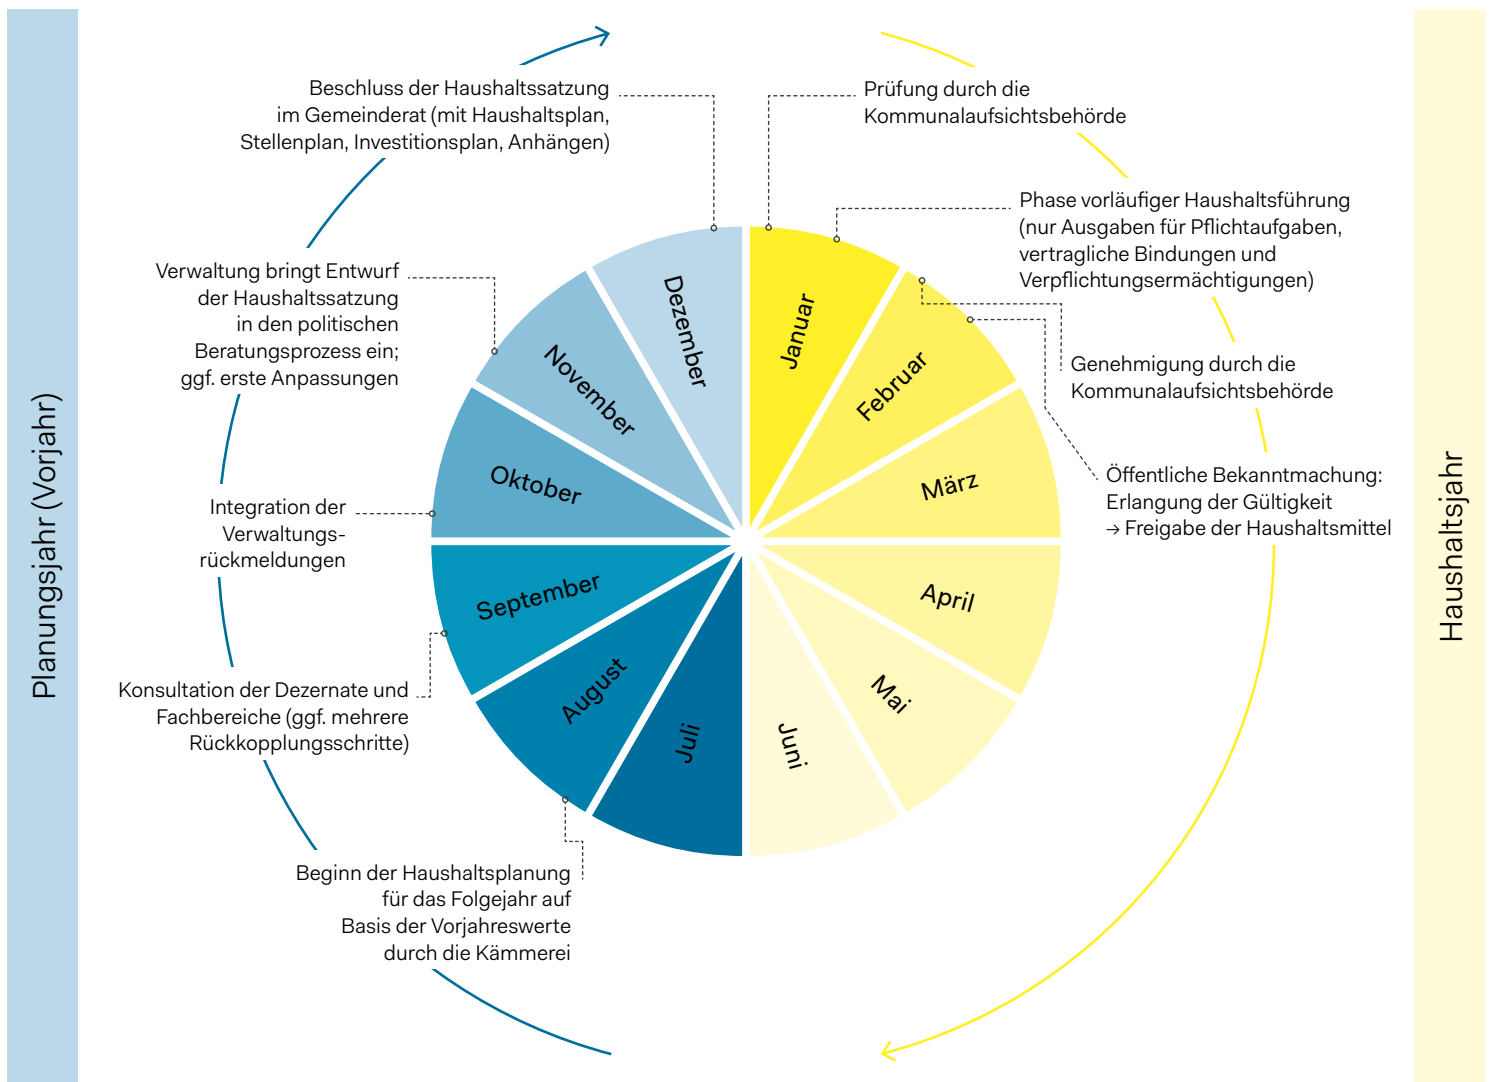 Planungsjahr (Vorjahr)
Beschluss der Haushaltssatzung
im Gemeinderat (mit Haushaltsplan,
Stellenplan, Investitionsplan, Anhängen)
Verwaltung bringt Entwurf
der Haushaltssatzung
in den politischen
Beratungsprozess ein;
ggf. erste Anpassungen
Integration der
Verwaltungs-
rückmeldungen
Konsultation der Dezernate und
Fachbereiche (ggf. mehrere
Rückkopplungsschritte)
Beginn der Haushaltsplanung
für das Folgejahr auf
Basis der Vorjahreswerte
durch die Kämmerei
Januar
Februar
März
April
Mai
Juni
Juli
August
September
Oktober
November
Dezember
Prüfung durch die
Kommunalaufsichtsbehörde
Phase vorläufiger Haushaltsführung
(nur Ausgaben für Pflichtaufgaben,
vertragliche Bindungen und
Verpflichtungsermächtigungen)
Genehmigung durch die
Kommunalaufsichtsbehörde
Öffentliche Bekanntmachung:
Erlangung der Gültigkeit
→ Freigabe der Haushaltsmittel
Haushaltsjahr